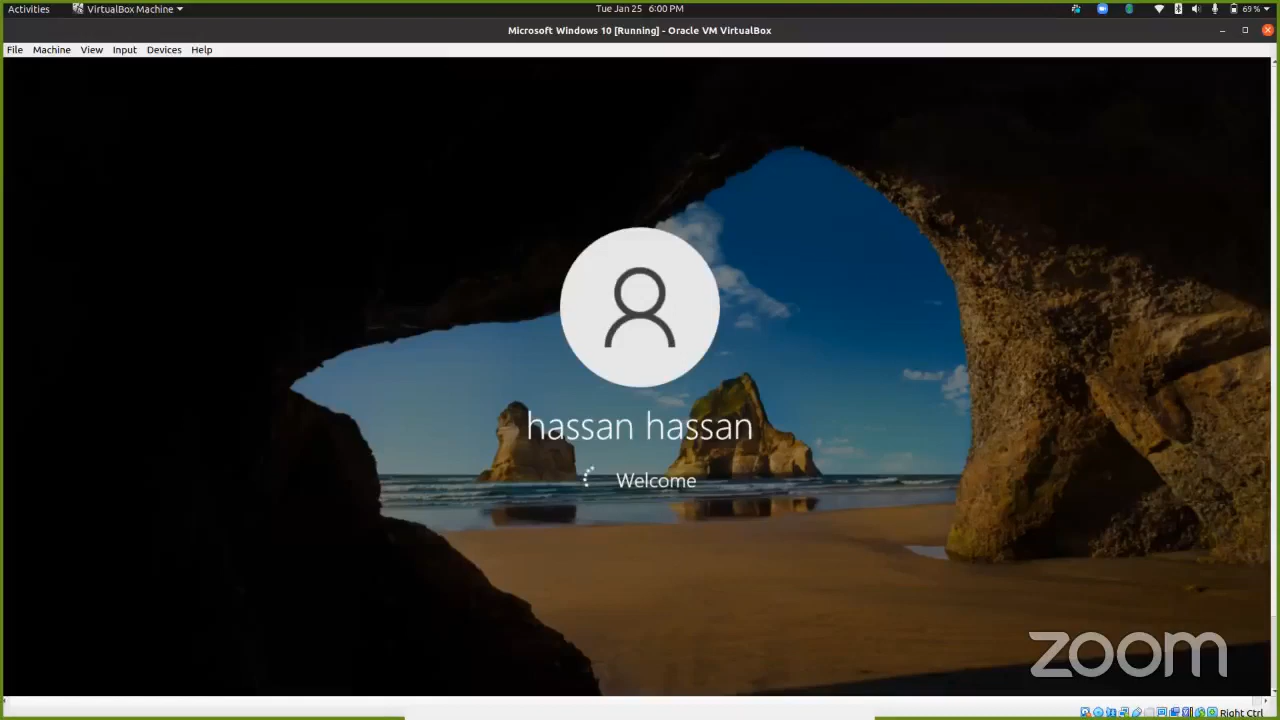 Activities VirtualBox Machine Tue Jan 25 6:00 PM 69 %
Microsoft Windows 10 [Running] - Oracle VM VirtualBox
File Machine View Input Devices Help
hassan hassan
Welcome
zoom
Right Ctrl